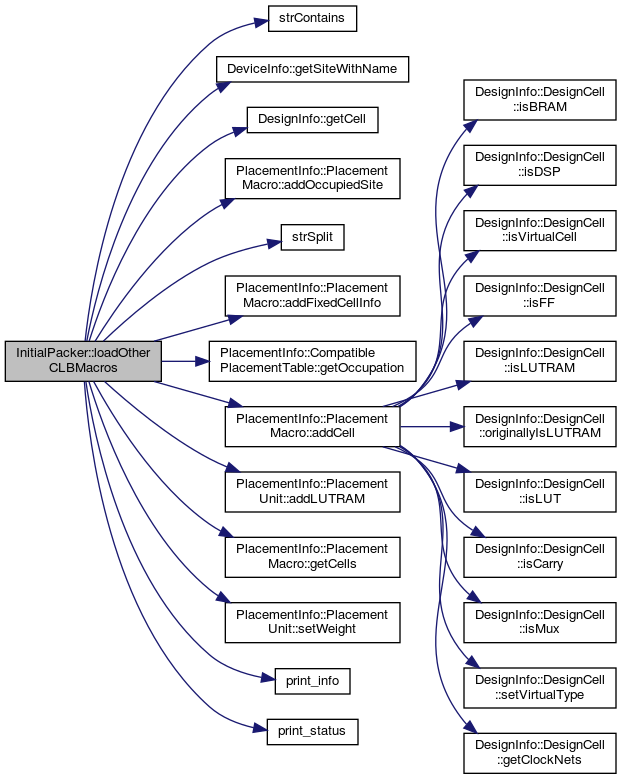 InitialPacker::loadOther
CLBMacros
strContains
DeviceInfo::getSiteWithName
DesignInfo::getCell
PlacementInfo::Placement
Macro::addOccupiedSite
strSplit
PlacementInfo::Placement
Macro::addFixedCellInfo
PlacementInfo::Compatible
PlacementTable::getOccupation
PlacementInfo::Placement
Macro::addCell
PlacementInfo::Placement
Unit::addLUTRAM
PlacementInfo::Placement
Macro::getCells
PlacementInfo::Placement
Unit::setWeight
print_info
print_status
DesignInfo::DesignCell
::isBRAM
DesignInfo::DesignCell
::isDSP
DesignInfo::DesignCell
::isVirtualCell
DesignInfo::DesignCell
::isFF
DesignInfo::DesignCell
::isLUTRAM
DesignInfo::DesignCell
::originallyIsLUTRAM
DesignInfo::DesignCell
::isLUT
DesignInfo::DesignCell
::isCarry
DesignInfo::DesignCell
::isMux
DesignInfo::DesignCell
::setVirtualType
DesignInfo::DesignCell
::getClockNets